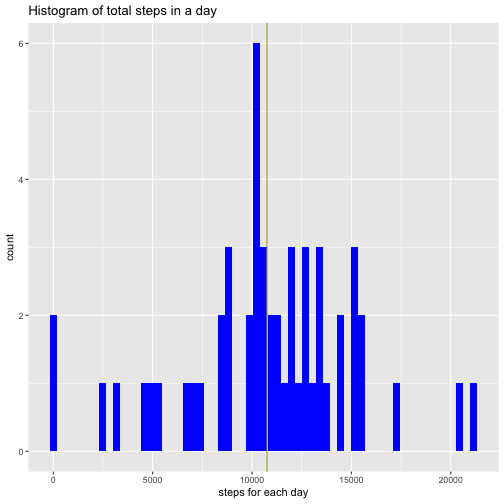 Histogram of total steps in a day
6
4
2
0
count
0 5000 10000 15000 20000
steps for each day